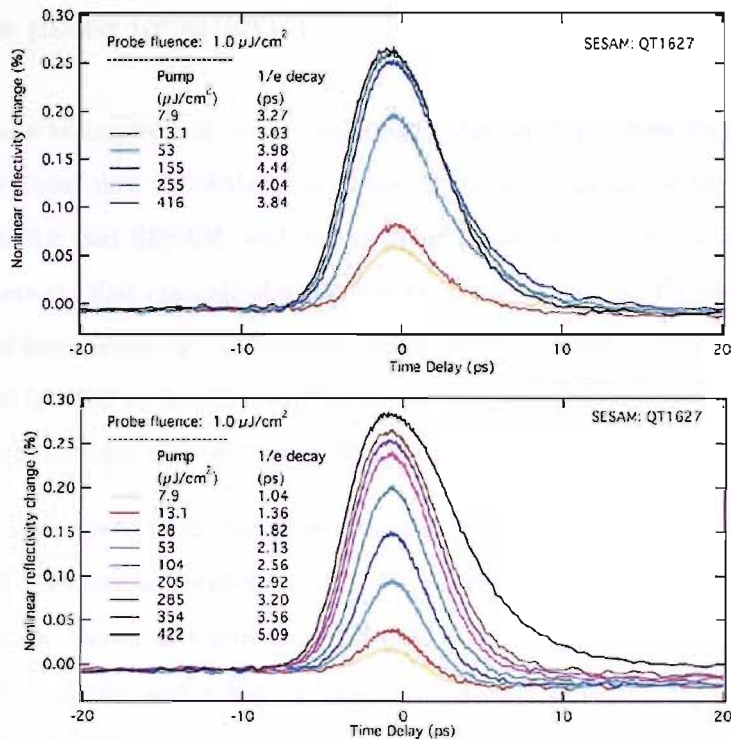 Probe fluence: 1.0 µJ/cm²
SESAM: QT1627
Pump 1/e decay
(µJ/cm²) (ps)
7.9 3.27
13.1 3.03
53 3.98
155 4.44
255 4.04
416 3.84
Nonlinear reflectivity change (%)
0.30
0.25
0.20
0.15
0.10
0.05
0.00
-20 -10 0 10 20
Time Delay (ps)
Probe fluence: 1.0 µJ/cm²
SESAM: QT1627
Pump 1/e decay
(µJ/cm²) (ps)
7.9 1.04
13.1 1.36
28 1.82
53 2.13
104 2.56
205 2.92
285 3.20
354 3.56
422 5.09
Nonlinear reflectivity change (%)
0.30
0.25
0.20
0.15
0.10
0.05
0.00
-20 -10 0 10 20
Time Delay (ps)